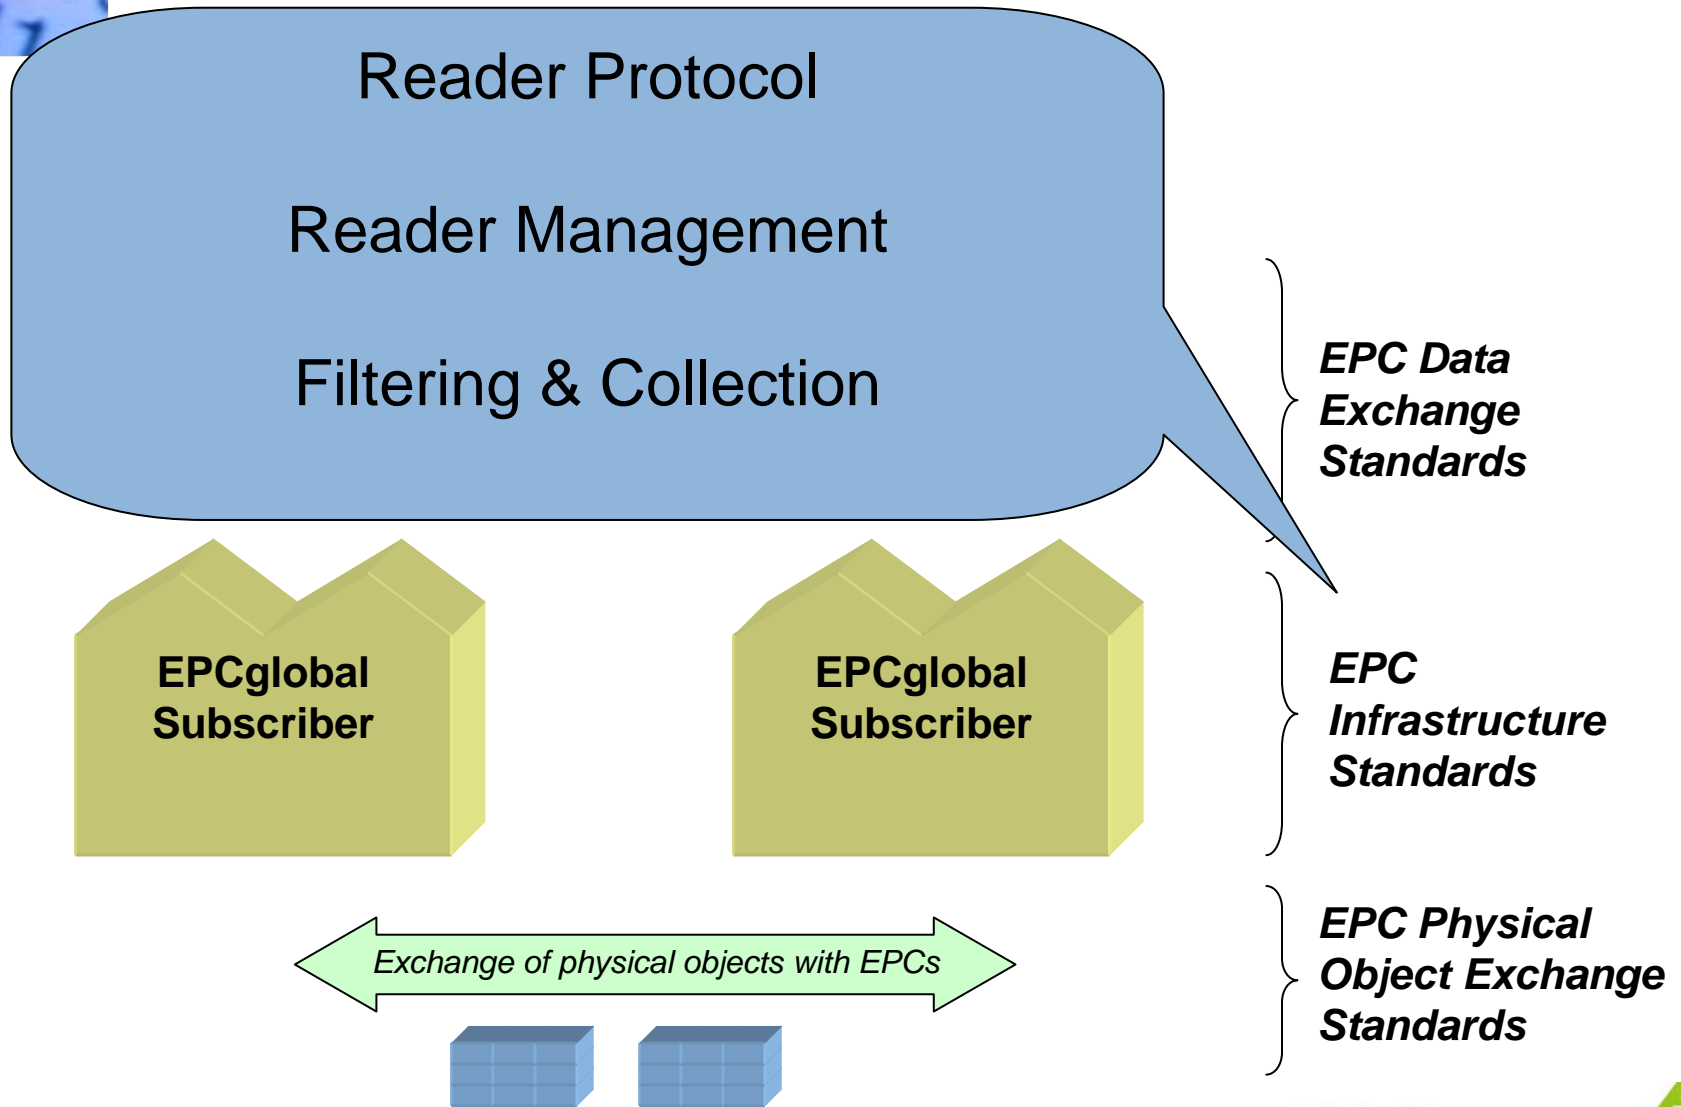 Reader Protocol
Reader Management
Filtering & Collection
EPC Data
Exchange
Standards
EPCglobal
Subscriber
EPCglobal
Subscriber
EPC
Infrastructure
Standards
Exchange of physical objects with EPCs
EPC Physical
Object Exchange
Standards